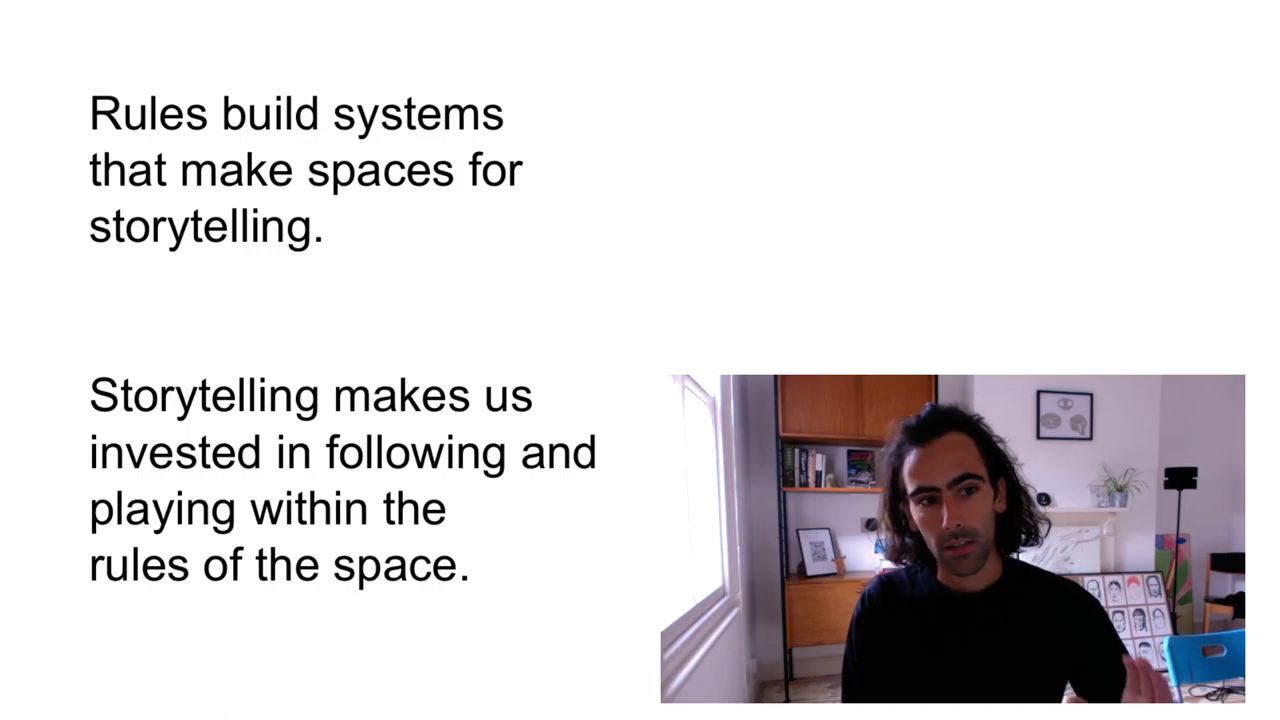 Rules build systems
that make spaces for
storytelling.
Storytelling makes us
invested in following and
playing within the
rules of the space.